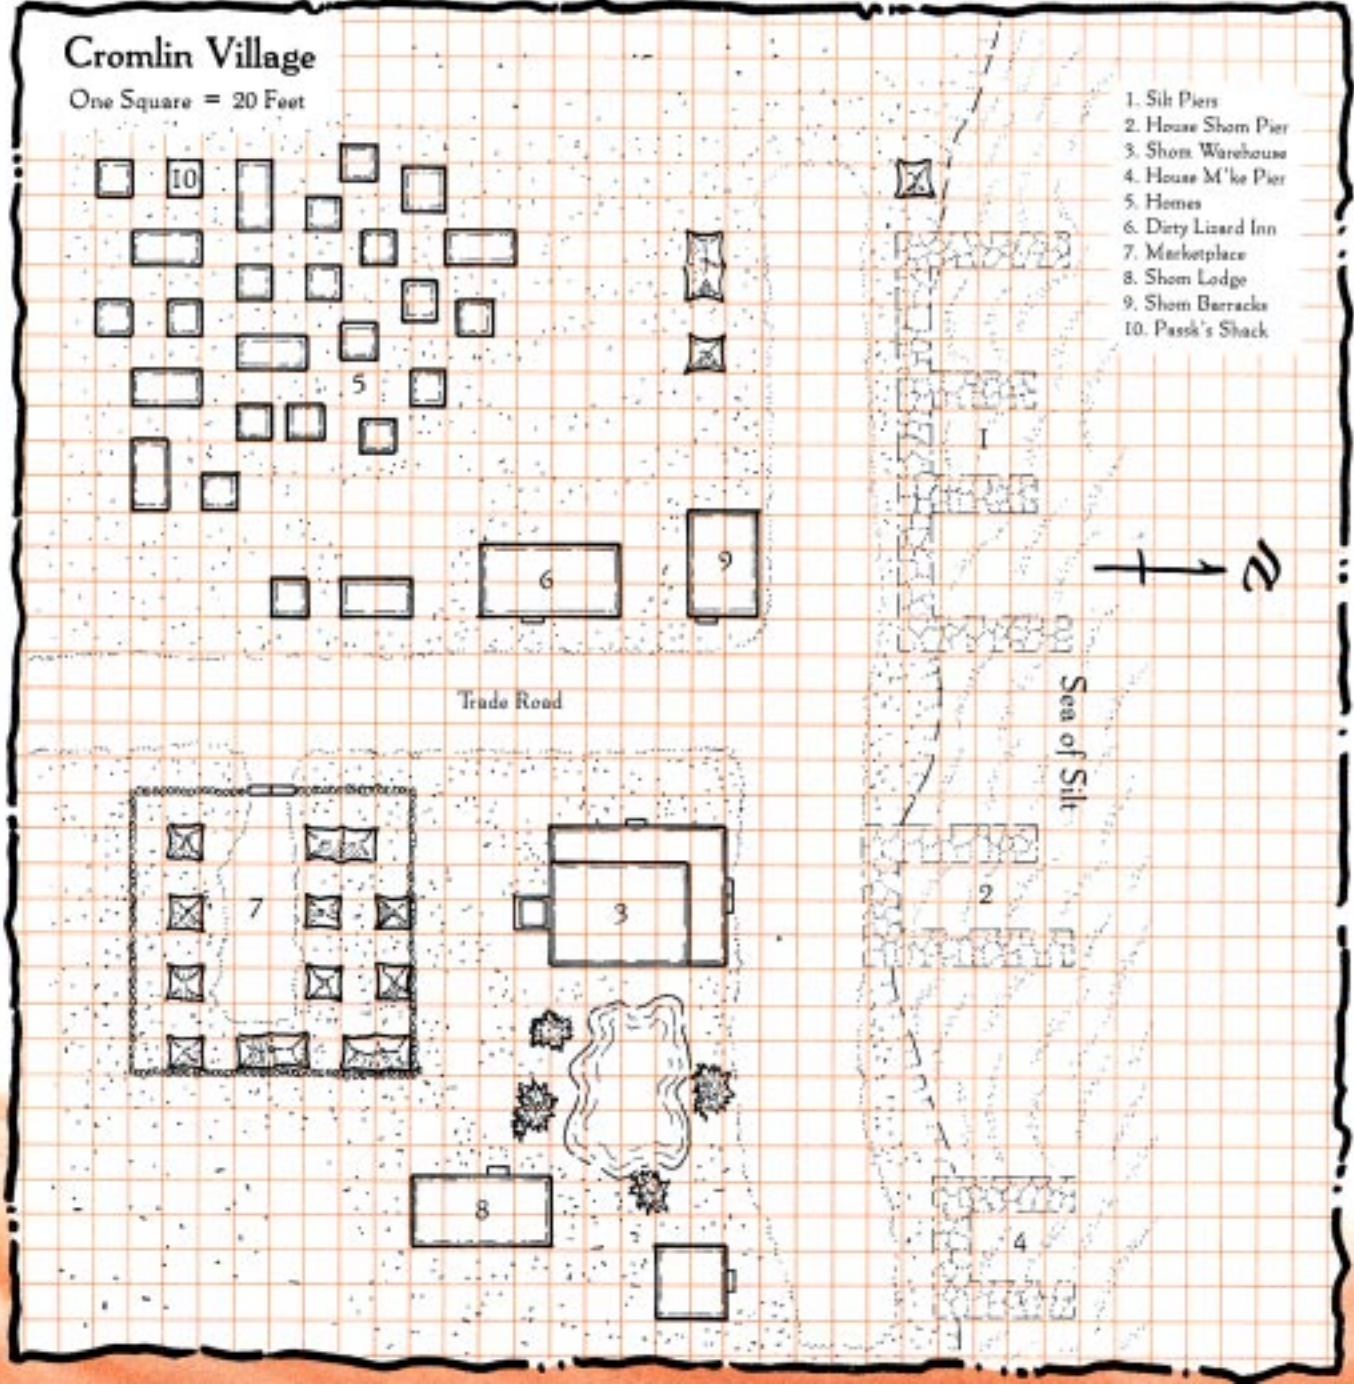 Cromlin Village
One Square = 20 Feet
1. Silt Piers
2. House Shom Pier
3. Shom Warehouse
4. House M'ke Pier
5. Homes
6. Dirty Lizard Inn
7. Marketplace
8. Shom Lodge
9. Shom Barracks
10. Passk's Shack
10
5
1
6
9
N
Trade Road
Sea of Silt
7
3
2
8
4